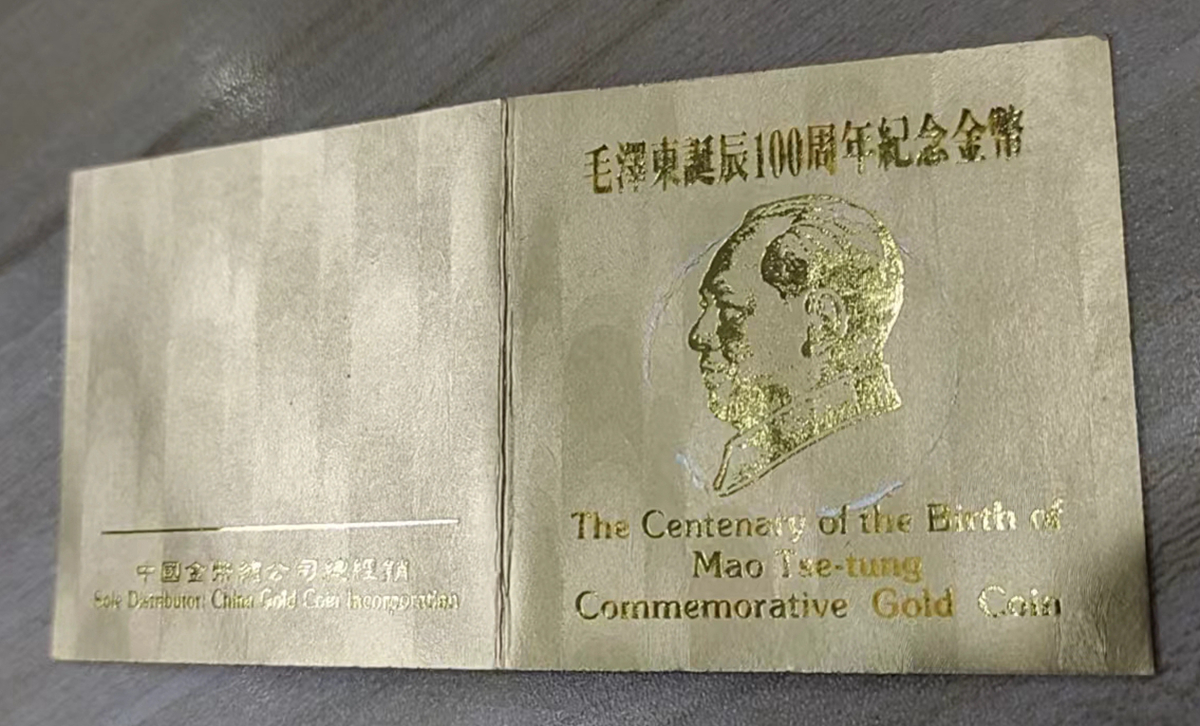 毛澤東誕辰100周年紀念金幣
The Centenary of the Birth of
Mao Tse-tung
Commemorative Gold Coin
中國金幣總公司總經銷
Sole Distributor: China Gold Coin Incorporation